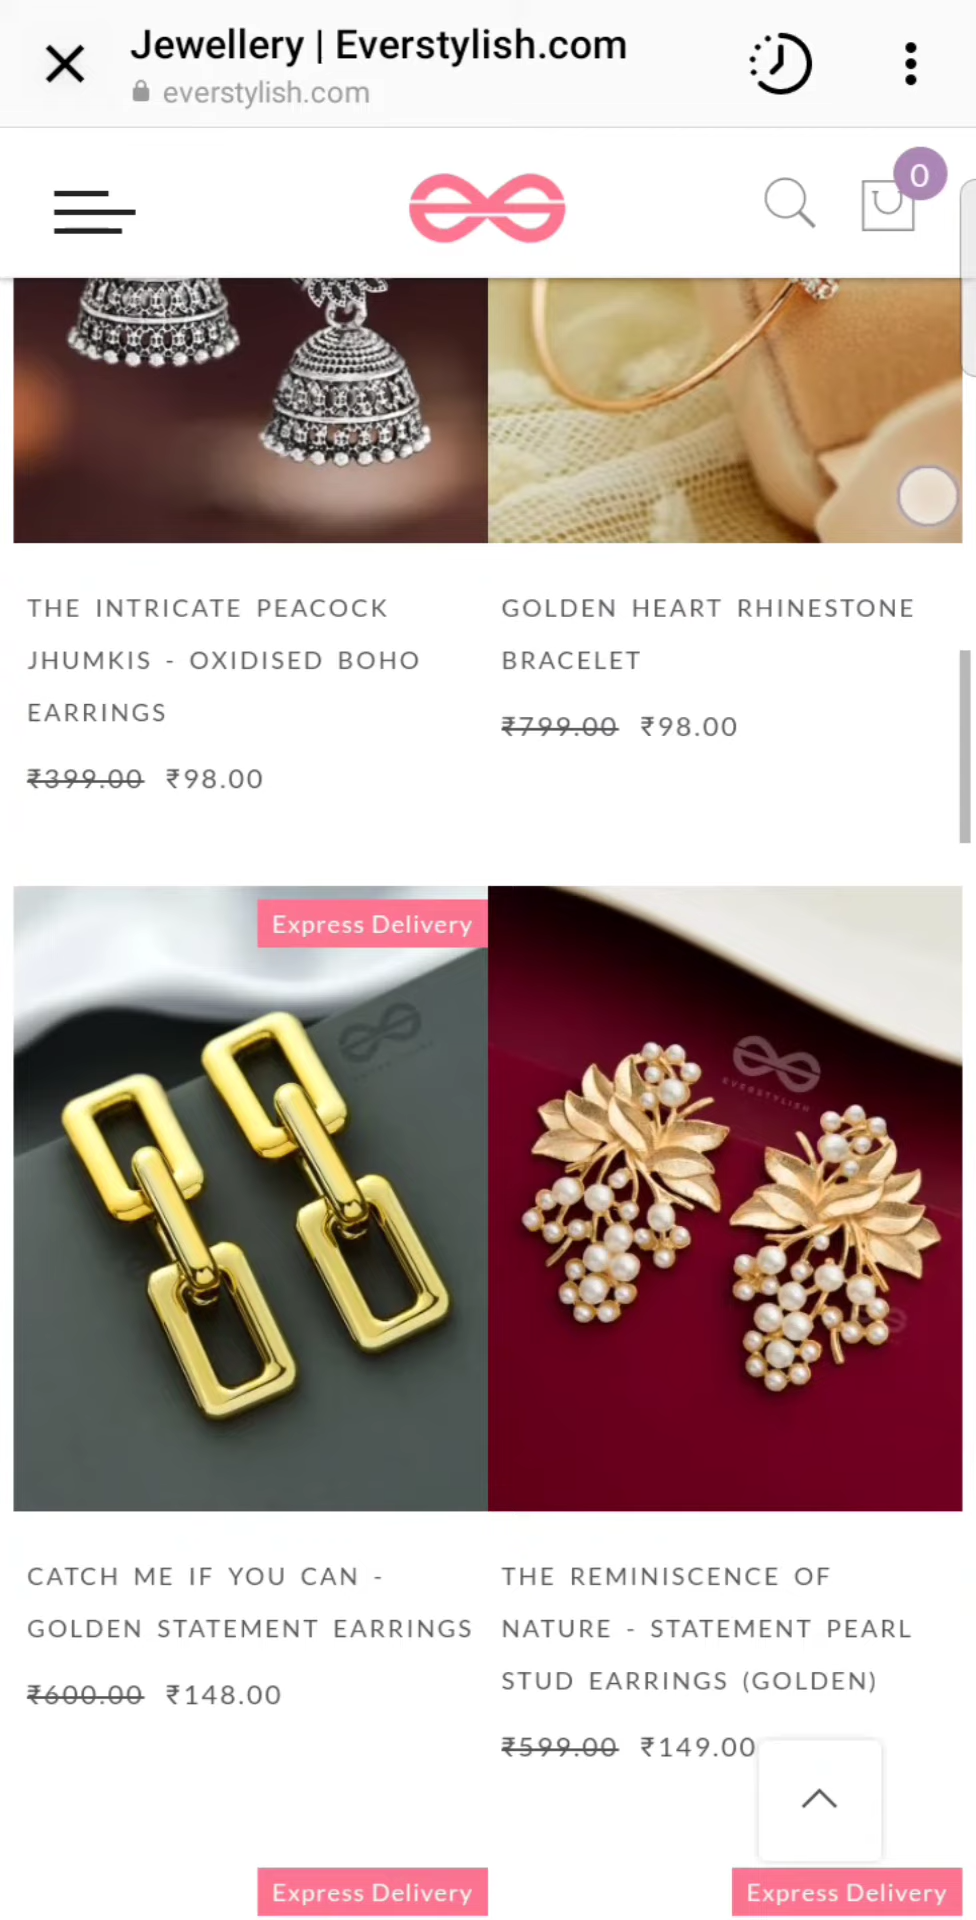 Jewellery | Everstylish.com
everstylish.com
0
THE INTRICATE PEACOCK
JHUMKIS - OXIDISED BOHO
EARRINGS
₹399.00 ₹98.00
GOLDEN HEART RHINESTONE
BRACELET
₹799.00 ₹98.00
Express Delivery
EVERSTYLISH
CATCH ME IF YOU CAN -
GOLDEN STATEMENT EARRINGS
₹600.00 ₹148.00
THE REMINISCENCE OF
NATURE - STATEMENT PEARL
STUD EARRINGS (GOLDEN)
₹599.00 ₹149.00
Express Delivery
Express Delivery